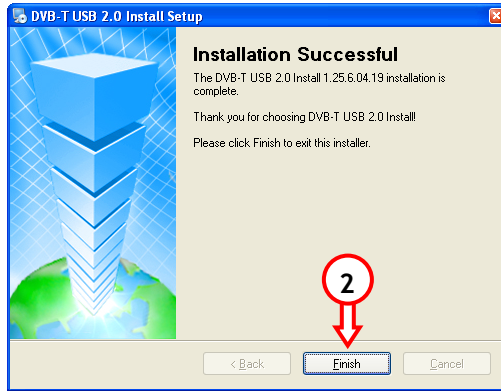 DVB-T USB 2.0 Install Setup
Installation Successful
The DVB-T USB 2.0 Install 1.25.6.04.19 installation is
complete.
Thank you for choosing DVB-T USB 2.0 Install!
Please click Finish to exit this installer.
2
< Back
Finish
Cancel